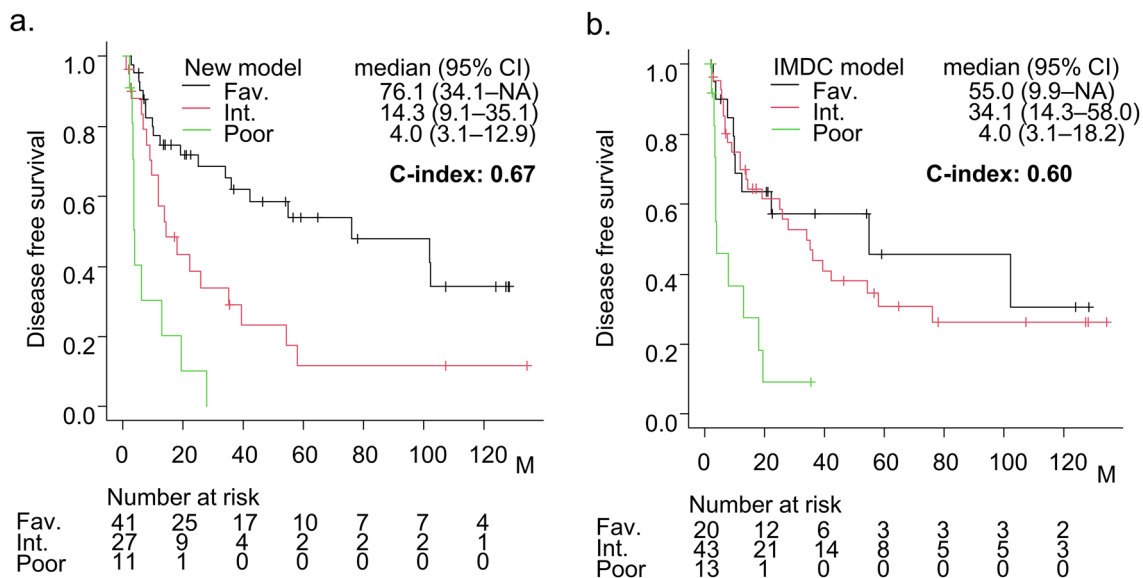 a.
New model median (95% CI)
Fav. 76.1 (34.1–NA)
Int. 14.3 (9.1–35.1)
Poor 4.0 (3.1–12.9)
C-index: 0.67
Disease free survival
1.0
0.8
0.6
0.4
0.2
0.0
0 20 40 60 80 100 120 M
Number at risk
Fav. 41 25 17 10 7 7 4
Int. 27 9 4 2 2 2 1
Poor 11 1 0 0 0 0 0
b.
IMDC model median (95% CI)
Fav. 55.0 (9.9–NA)
Int. 34.1 (14.3–58.0)
Poor 4.0 (3.1–18.2)
C-index: 0.60
Disease free survival
1.0
0.8
0.6
0.4
0.2
0.0
0 20 40 60 80 100 120 M
Number at risk
Fav. 20 12 6 3 3 3 2
Int. 43 21 14 8 5 5 3
Poor 13 1 0 0 0 0 0